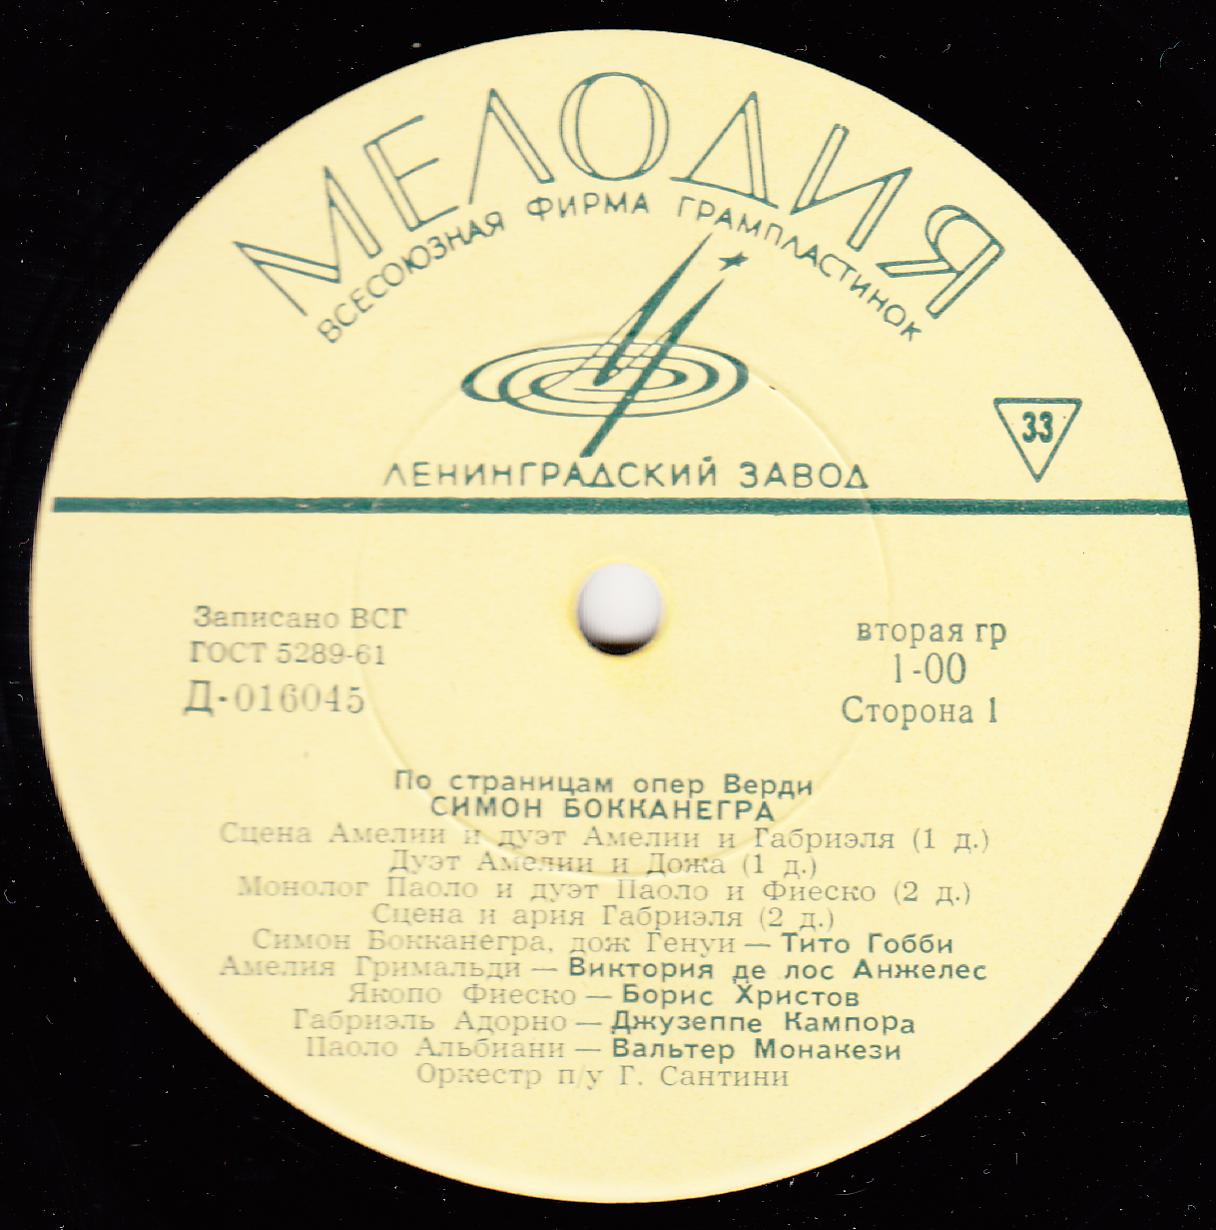 МЕЛОДИЯ
ВСЕСОЮЗНАЯ ФИРМА ГРАМПЛАСТИНОК
33
ЛЕНИНГРАДСКИЙ ЗАВОД
Записано ВСГ
ГОСТ 5289-61
Д-016045
вторая гр
1-00
Сторона 1
По страницам опер Верди
СИМОН БОККАНЕГРА
Сцена Амелии и дуэт Амелии и Габриэля (1 д.)
Дуэт Амелии и Дожа (1 д.)
Монолог Паоло и дуэт Паоло и Фиеско (2 д.)
Сцена и ария Габриэля (2 д.)
Симон Бокканегра, дож Генуи — Тито Гобби
Амелия Гримальди — Виктория де лос Анжелес
Якопо Фиеско — Борис Христов
Габриэль Адорно — Джузеппе Кампора
Паоло Альбиани — Вальтер Монакези
Оркестр п/у Г. Сантини